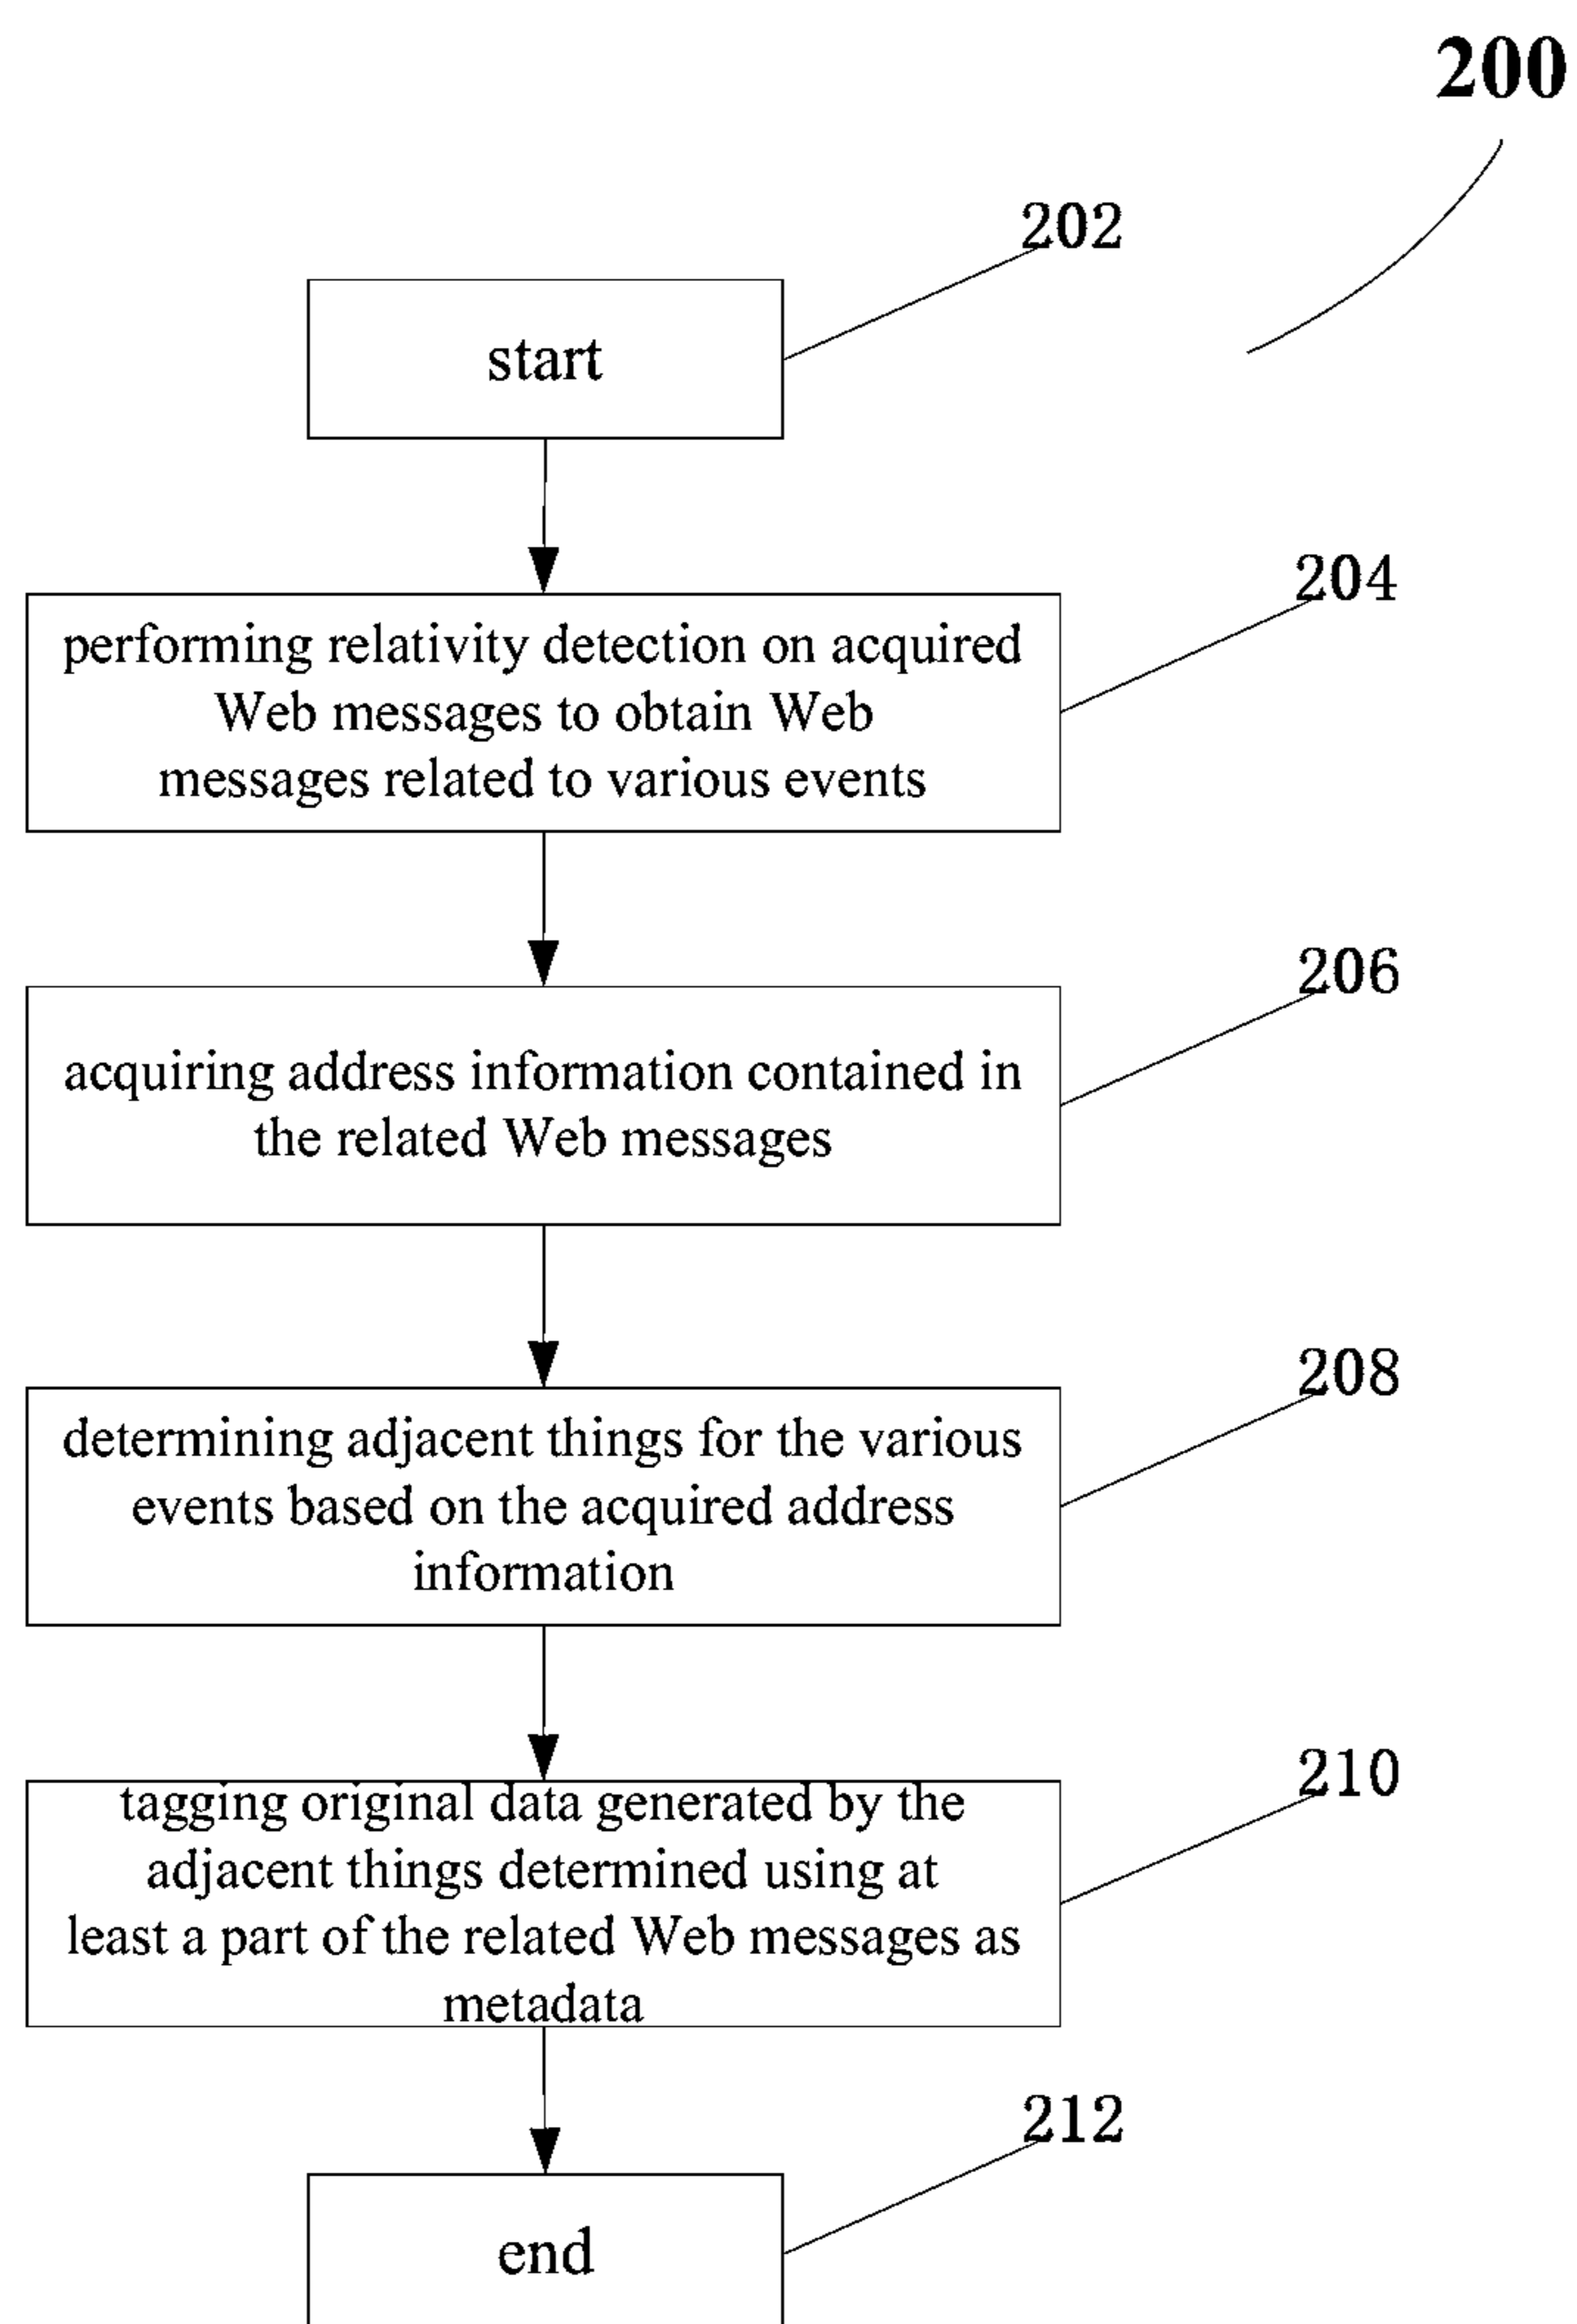 200
202
start
204
performing relativity detection on acquired
Web messages to obtain Web
messages related to various events
206
acquiring address information contained in
the related Web messages
208
determining adjacent things for the various
events based on the acquired address
information
210
tagging original data generated by the
adjacent things determined using at
least a part of the related Web messages as
metadata
212
end